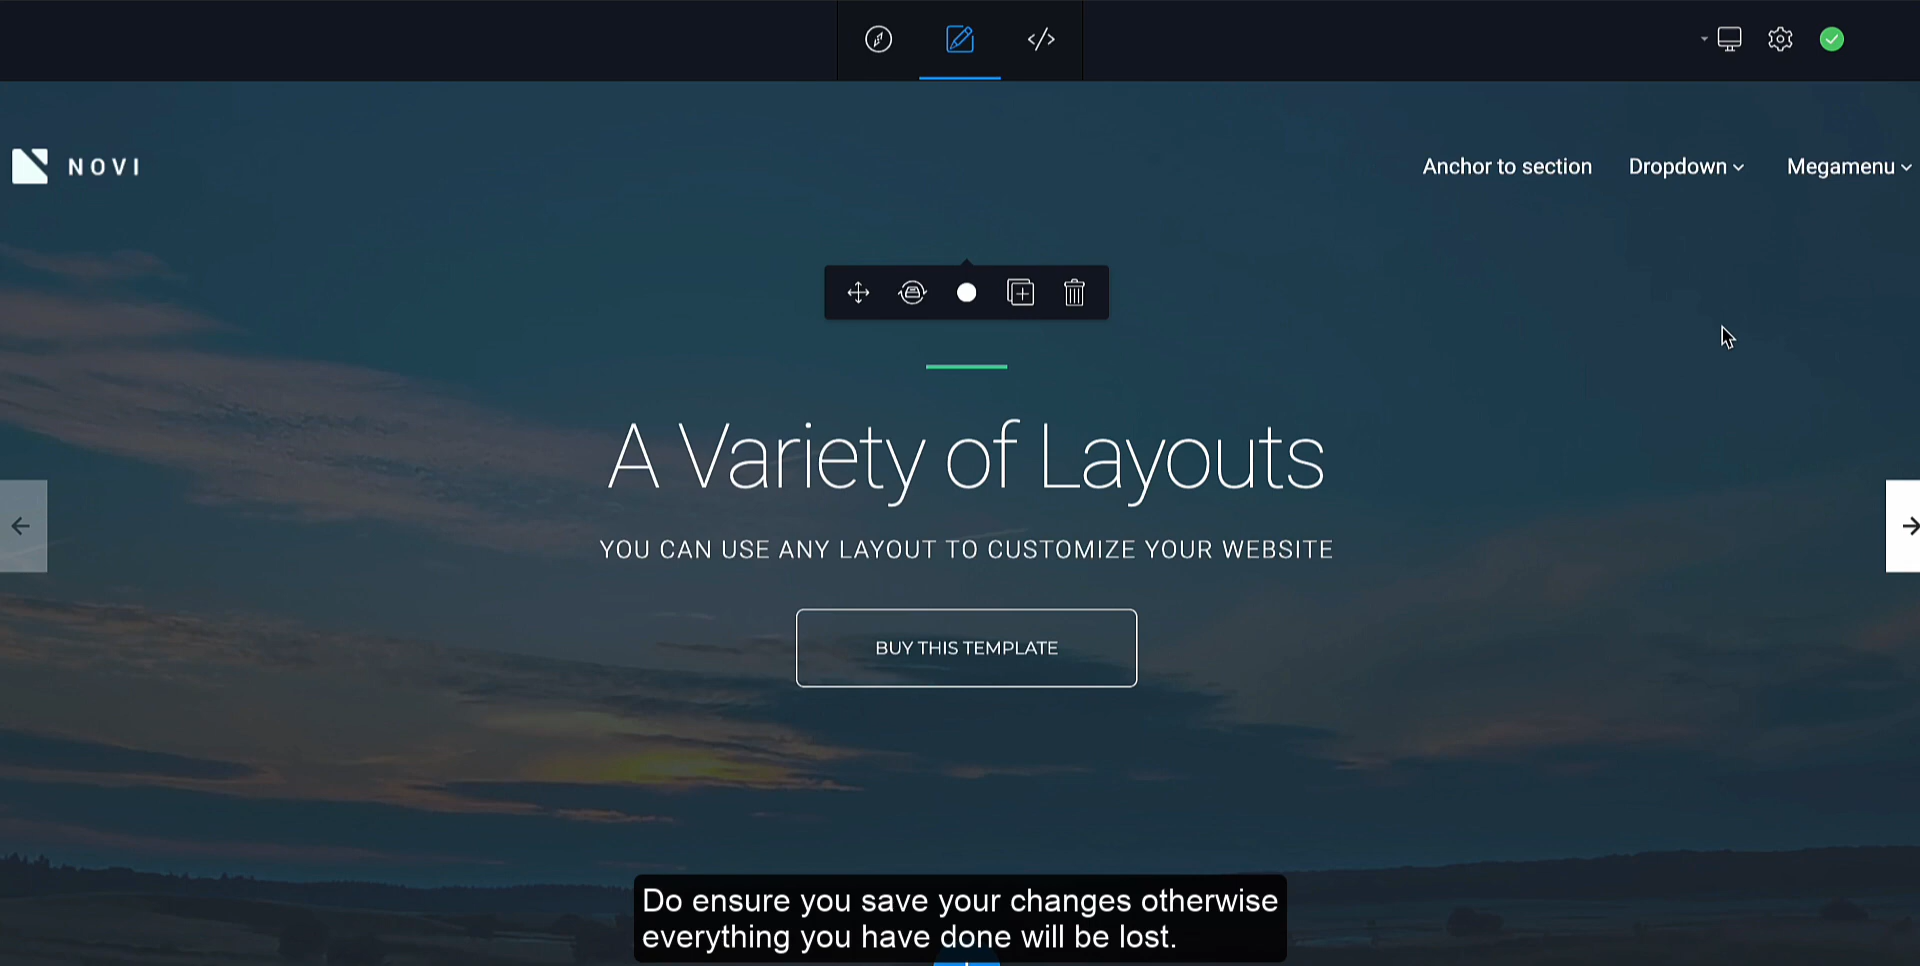 NOVI
Anchor to section
Dropdown
Megamenu
A Variety of Layouts
YOU CAN USE ANY LAYOUT TO CUSTOMIZE YOUR WEBSITE
BUY THIS TEMPLATE
Do ensure you save your changes otherwise
everything you have done will be lost.